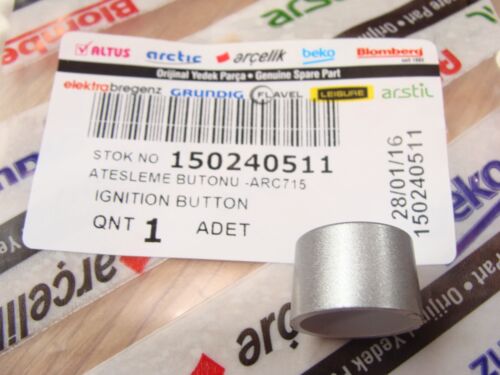 ALTUS arctic arçelik beko Blomberg
Orijinal Yedek Parça • Genuine Spare Part
elektrabregenz GRUNDIG FLAVEL LEISURE arstil
STOK NO 150240511
ATESLEME BUTONU -ARC715
IGNITION BUTTON
QNT 1 ADET
28/01/16
150240511
arçelik